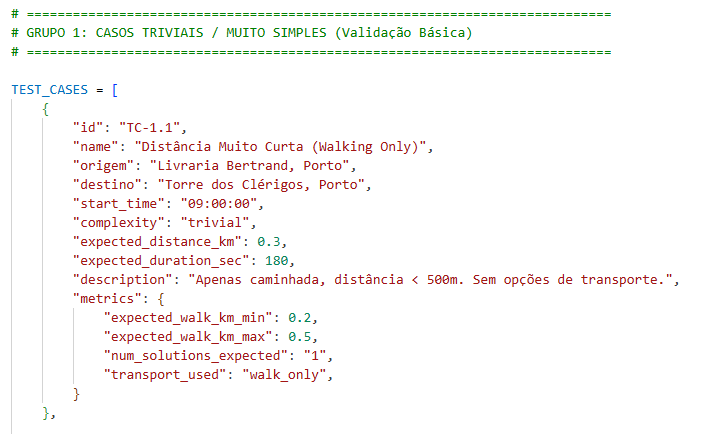 # ============================================================================
# GRUPO 1: CASOS TRIVIAIS / MUITO SIMPLES (Validação Básica)
# ============================================================================
TEST_CASES = [
    {
        "id": "TC-1.1",
        "name": "Distância Muito Curta (Walking Only)",
        "origem": "Livraria Bertrand, Porto",
        "destino": "Torre dos Clérigos, Porto",
        "start_time": "09:00:00",
        "complexity": "trivial",
        "expected_distance_km": 0.3,
        "expected_duration_sec": 180,
        "description": "Apenas caminhada, distância < 500m. Sem opções de transporte.",
        "metrics": {
            "expected_walk_km_min": 0.2,
            "expected_walk_km_max": 0.5,
            "num_solutions_expected": "1",
            "transport_used": "walk_only",
        }
    },